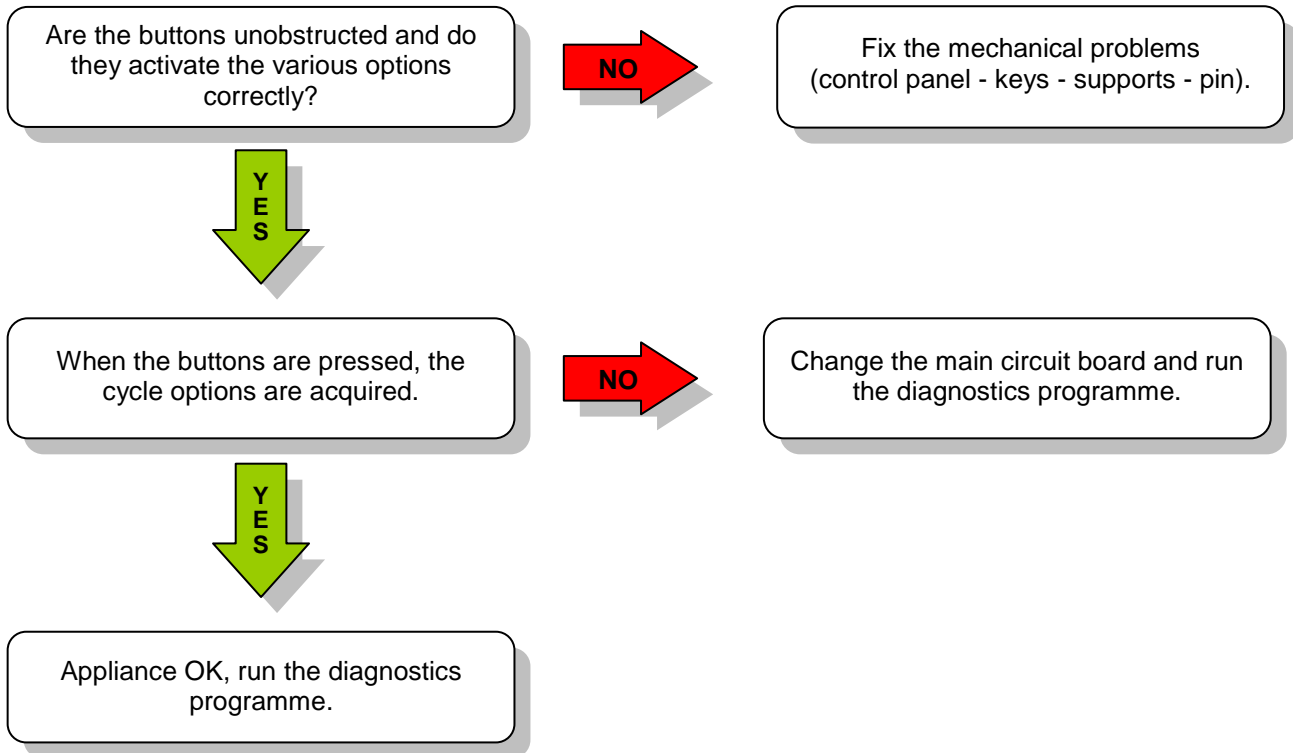 Are the buttons unobstructed and do
they activate the various options
correctly?
NO
Fix the mechanical problems
(control panel - keys - supports - pin).
YES
When the buttons are pressed, the
cycle options are acquired.
NO
Change the main circuit board and run
the diagnostics programme.
YES
Appliance OK, run the diagnostics
programme.